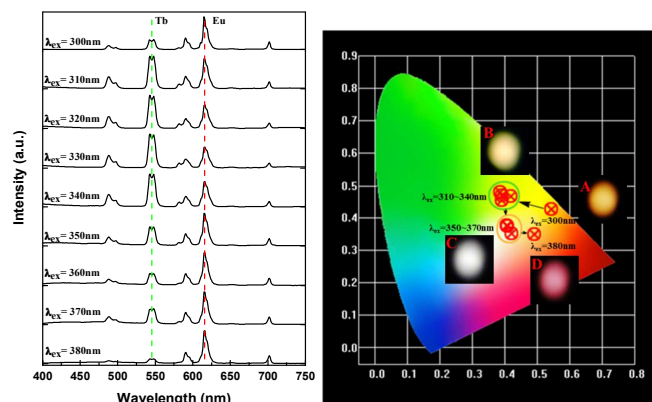 Tb
Eu
λex= 300nm
λex= 310nm
λex= 320nm
λex= 330nm
λex= 340nm
λex= 350nm
λex= 360nm
λex= 370nm
λex= 380nm
Intensity (a.u.)
400 450 500 550 600 650 700 750
Wavelength (nm)
0.9
0.8
0.7
0.6
0.5
0.4
0.3
0.2
0.1
0.0
B
A
λex=310~340nm
λex=300nm
λex=350~370nm
λex=380nm
C
D
0.0 0.1 0.2 0.3 0.4 0.5 0.6 0.7 0.8